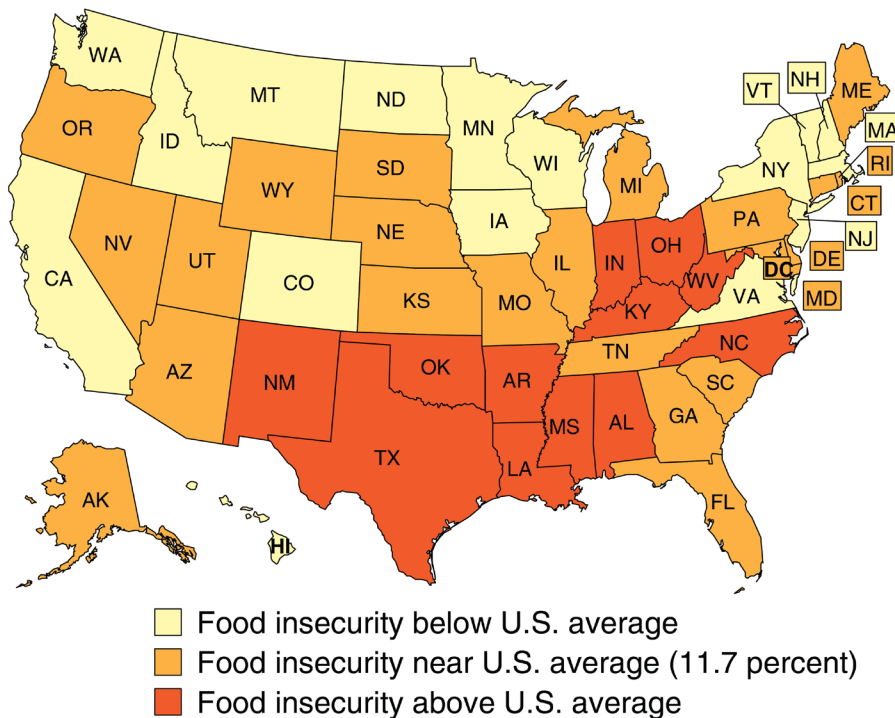 WA
MT
ND
MN
VT
NH
ME
OR
ID
SD
WI
NY
MA
WY
MI
RI
NV
UT
NE
IA
PA
CT
CA
CO
IL
IN
OH
NJ
KS
MO
WV
DC
DE
KY
VA
MD
AZ
NM
OK
AR
TN
NC
SC
TX
LA
MS
AL
GA
AK
HI
FL
Food insecurity below U.S. average
Food insecurity near U.S. average (11.7 percent)
Food insecurity above U.S. average